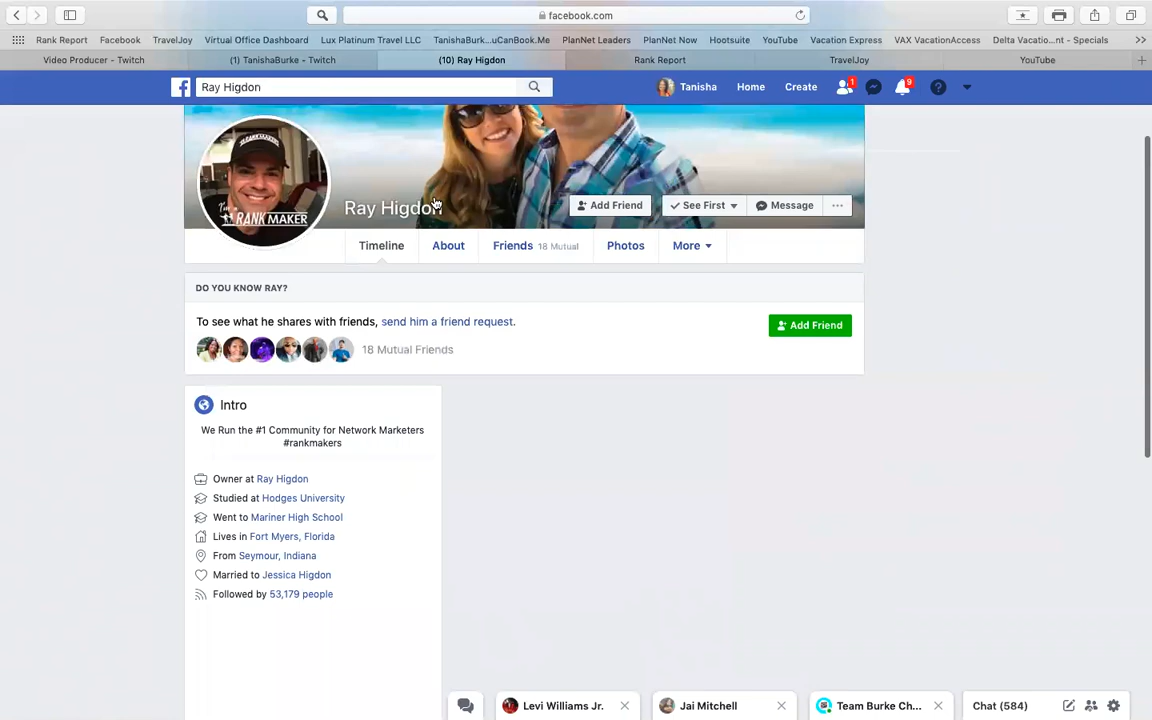 facebook.com
Rank Report Facebook TravelJoy Virtual Office Dashboard Lux Platinum Travel LLC TanishaBurk...uCanBook.Me PlanNet Leaders PlanNet Now Hootsuite YouTube Vacation Express VAX VacationAccess Delta Vacatio...nt - Specials >>
Video Producer - Twitch (1) TanishaBurke - Twitch (10) Ray Higdon Rank Report TravelJoy YouTube
Ray Higdon Tanisha Home Create 1 9
RANKMAKERS
I'm a
RANK MAKER
Ray Higdon Add Friend See First Message ...
Timeline About Friends 18 Mutual Photos More
DO YOU KNOW RAY?
To see what he shares with friends, send him a friend request. Add Friend
18 Mutual Friends
Intro
We Run the #1 Community for Network Marketers
#rankmakers
Owner at Ray Higdon
Studied at Hodges University
Went to Mariner High School
Lives in Fort Myers, Florida
From Seymour, Indiana
Married to Jessica Higdon
Followed by 53,179 people
Levi Williams Jr. Jai Mitchell Team Burke Ch... Chat (584)